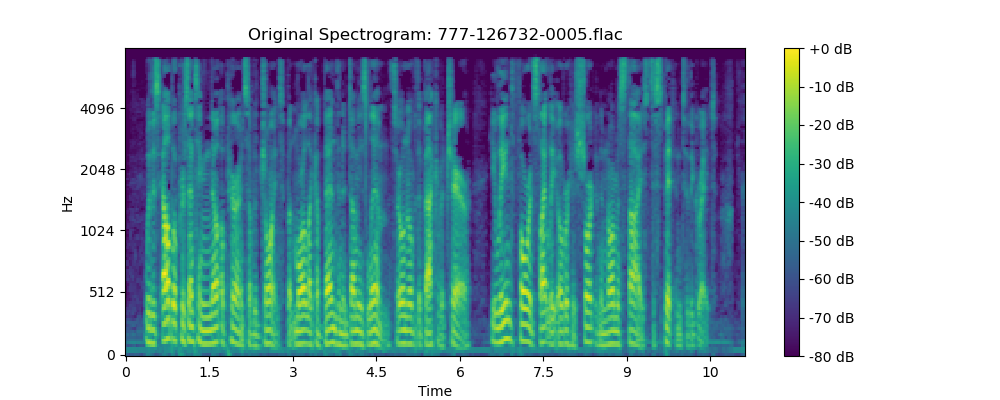 Original Spectrogram: 777-126732-0005.flac
Hz
4096
2048
1024
512
0
0 1.5 3 4.5 6 7.5 9 10
Time
+0 dB
-10 dB
-20 dB
-30 dB
-40 dB
-50 dB
-60 dB
-70 dB
-80 dB